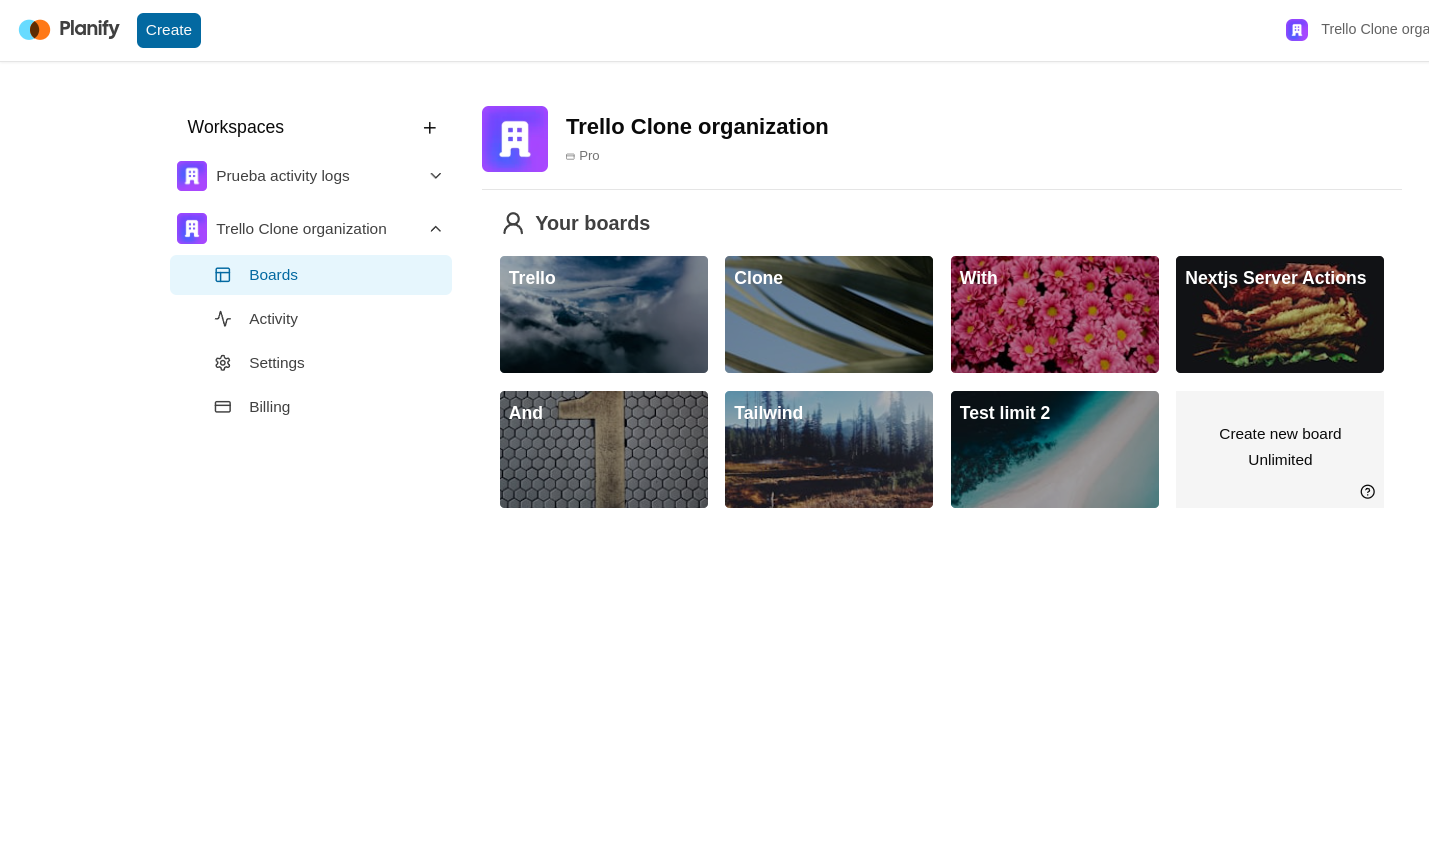 Planify
Create
Trello Clone orga
Workspaces
Prueba activity logs
Trello Clone organization
Boards
Activity
Settings
Billing
Trello Clone organization
Pro
Your boards
Trello
Clone
With
Nextjs Server Actions
And
Tailwind
Test limit 2
Create new board
Unlimited